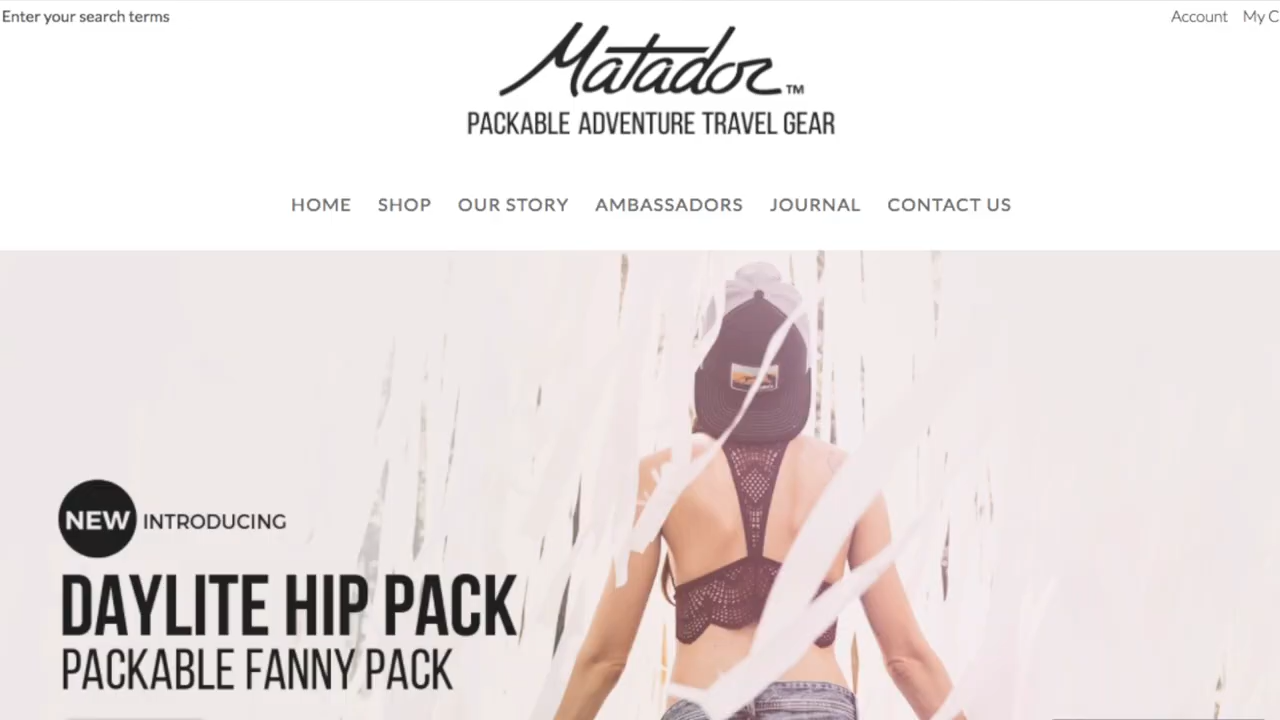 Enter your search terms
Account My C
Matador™
PACKABLE ADVENTURE TRAVEL GEAR
HOME SHOP OUR STORY AMBASSADORS JOURNAL CONTACT US
NEW INTRODUCING
DAYLITE HIP PACK
PACKABLE FANNY PACK